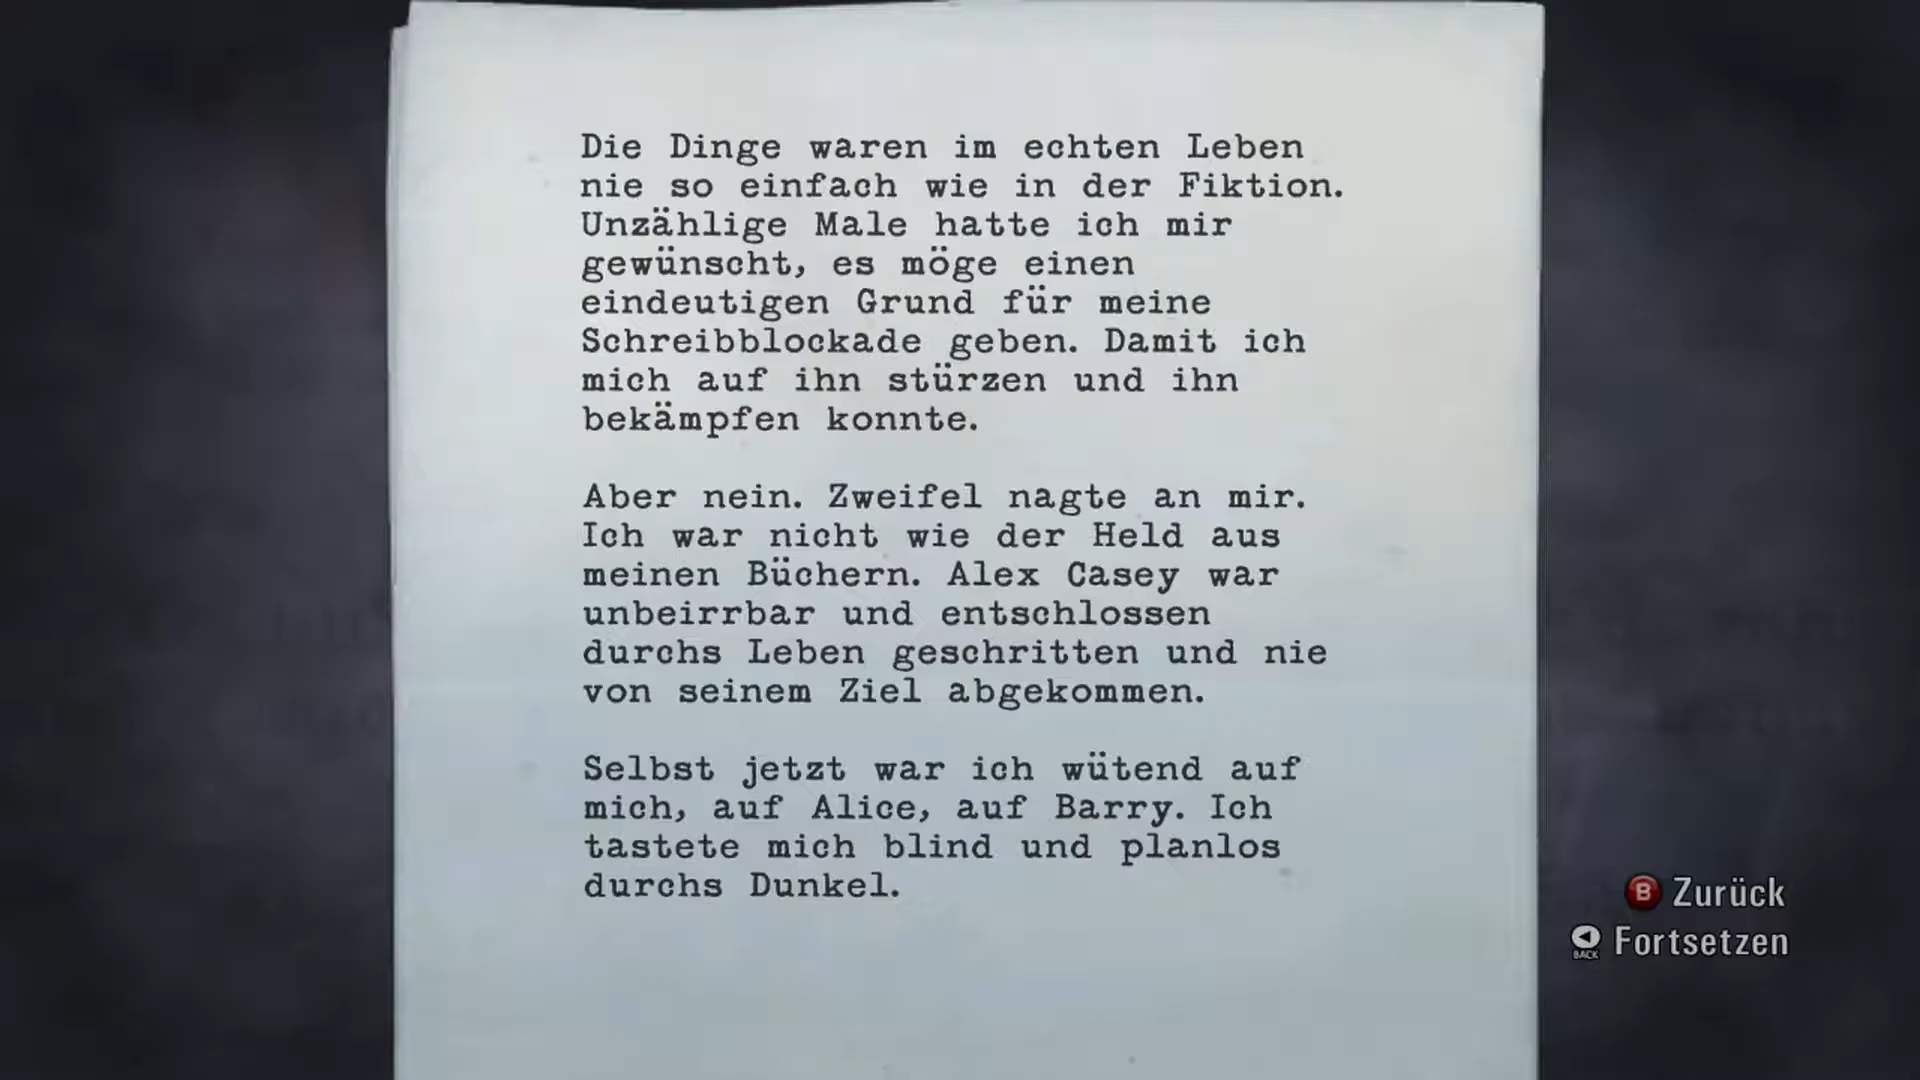 Die Dinge waren im echten Leben
nie so einfach wie in der Fiktion.
Unzählige Male hatte ich mir
gewünscht, es möge einen
eindeutigen Grund für meine
Schreibblockade geben. Damit ich
mich auf ihn stürzen und ihn
bekämpfen konnte.
Aber nein. Zweifel nagte an mir.
Ich war nicht wie der Held aus
meinen Büchern. Alex Casey war
unbeirrbar und entschlossen
durchs Leben geschritten und nie
von seinem Ziel abgekommen.
Selbst jetzt war ich wütend auf
mich, auf Alice, auf Barry. Ich
tastete mich blind und planlos
durchs Dunkel.
B Zurück
BACK Fortsetzen